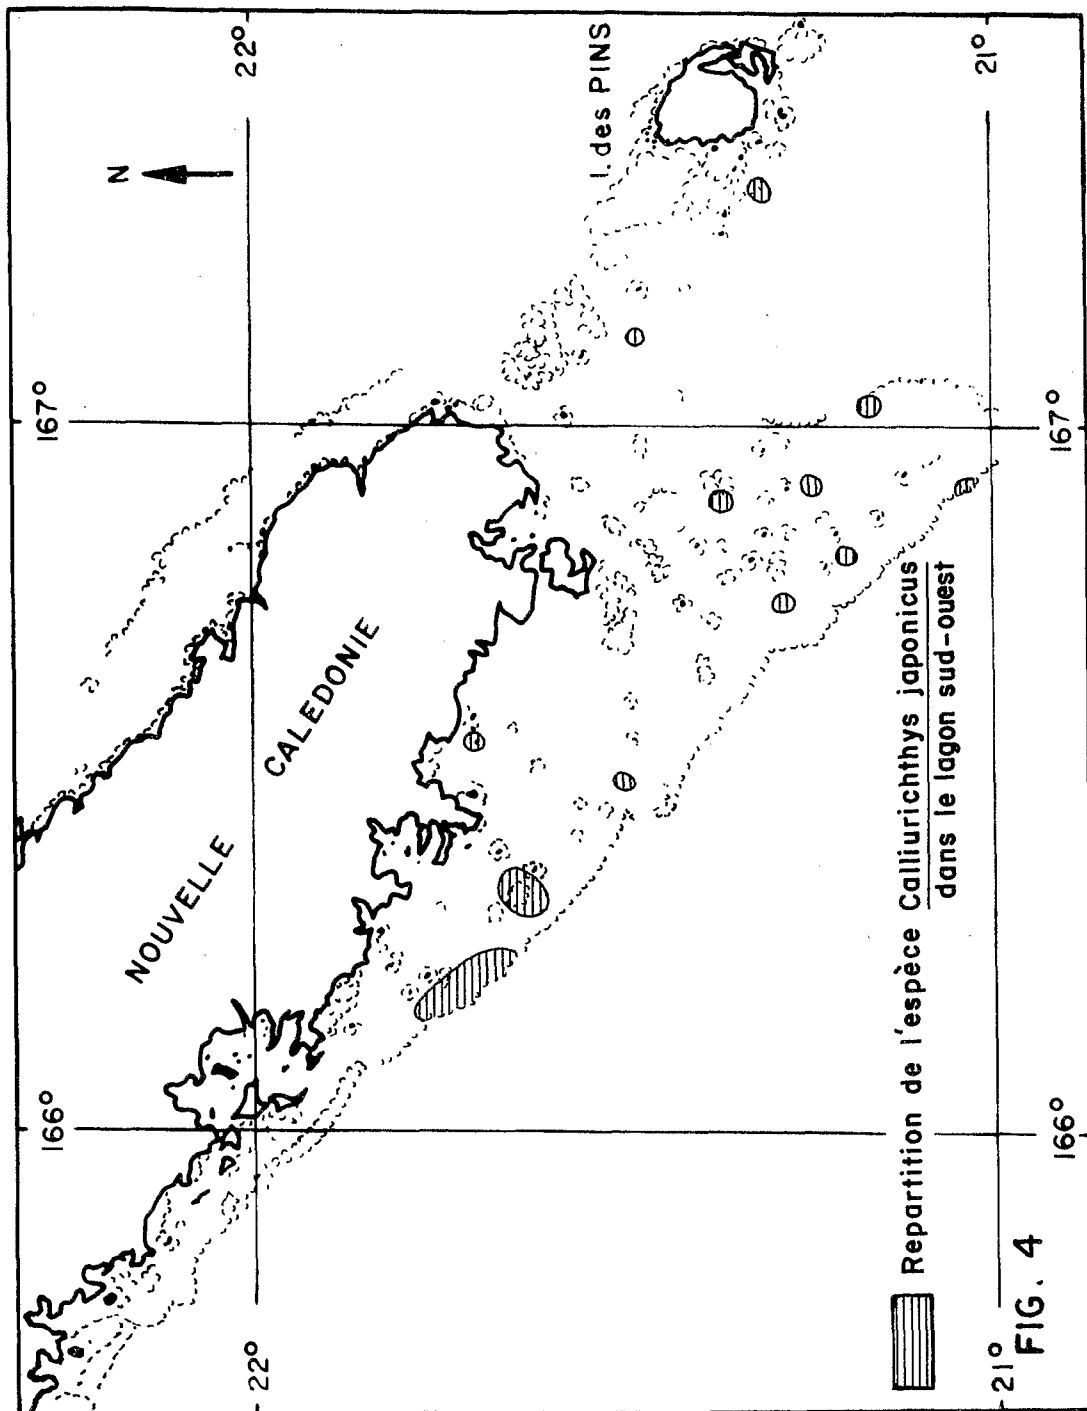 167°
166°
22°
22°
N
NOUVELLE
CALEDONIE
I. des PINS
21°
21°
167°
166°
Repartition de l'espèce Calliurichthys japonicus
dans le lagon sud-ouest
FIG. 4